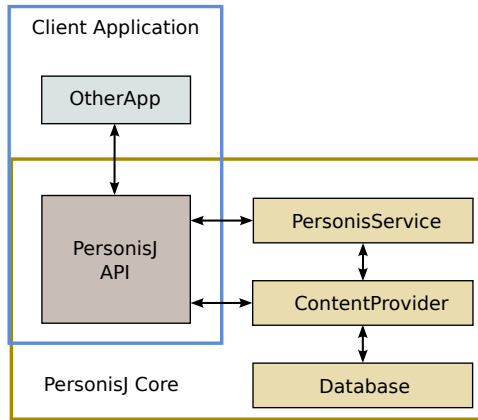 Client Application
OtherApp
PersonisJ
API
PersonisService
ContentProvider
PersonisJ Core
Database